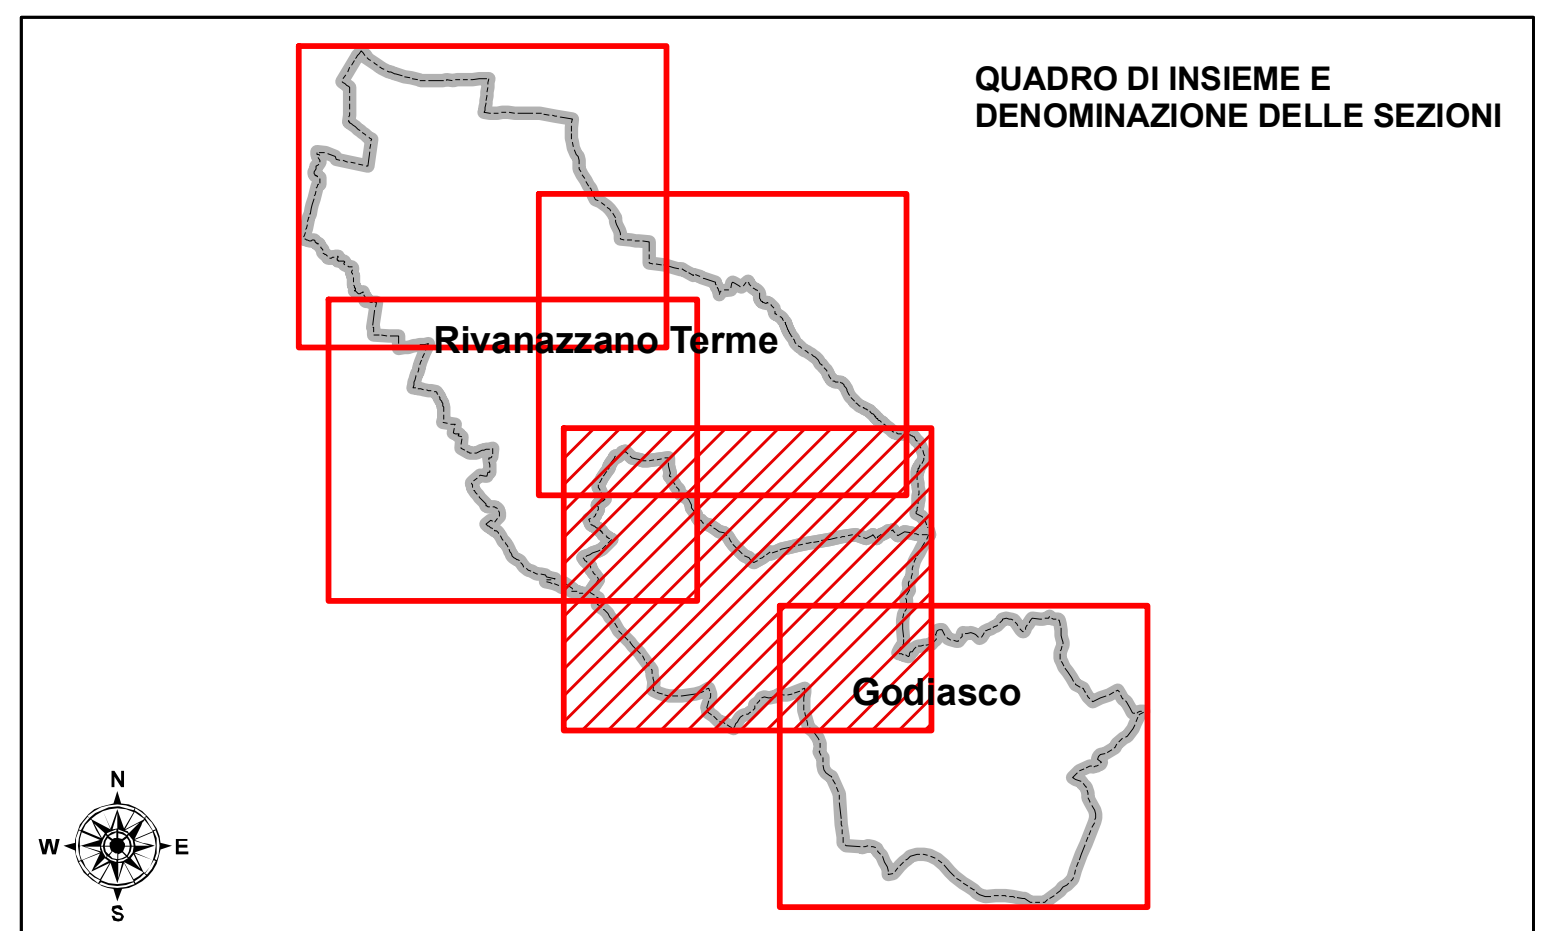 QUADRO DI INSIEME E
DENOMINAZIONE DELLE SEZIONI
Rivanazzano Terme
Godiasco
N
W E
S